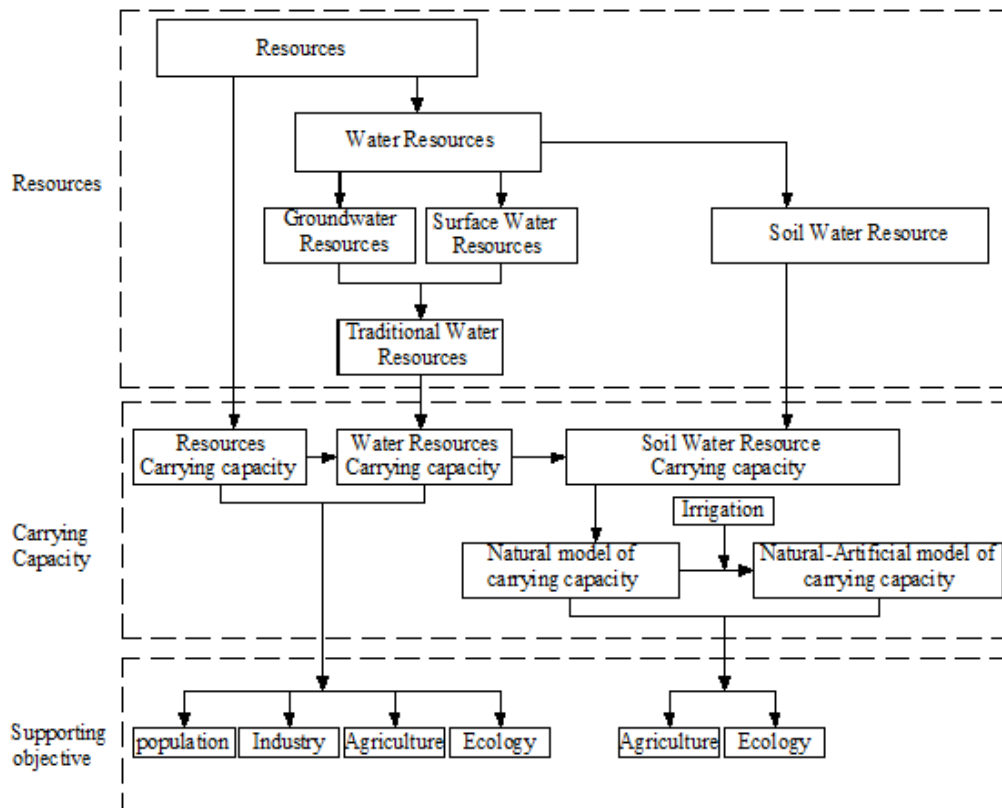 Resources
Water Resources
Resources
Groundwater
Resources
Surface Water
Resources
Soil Water Resource
Traditional Water
Resources
Resources
Carrying capacity
Water Resources
Carrying capacity
Soil Water Resource
Carrying capacity
Irrigation
Carrying
Capacity
Natural model of
carrying capacity
Natural-Artificial model of
carrying capacity
Supporting
objective
population
Industry
Agriculture
Ecology
Agriculture
Ecology